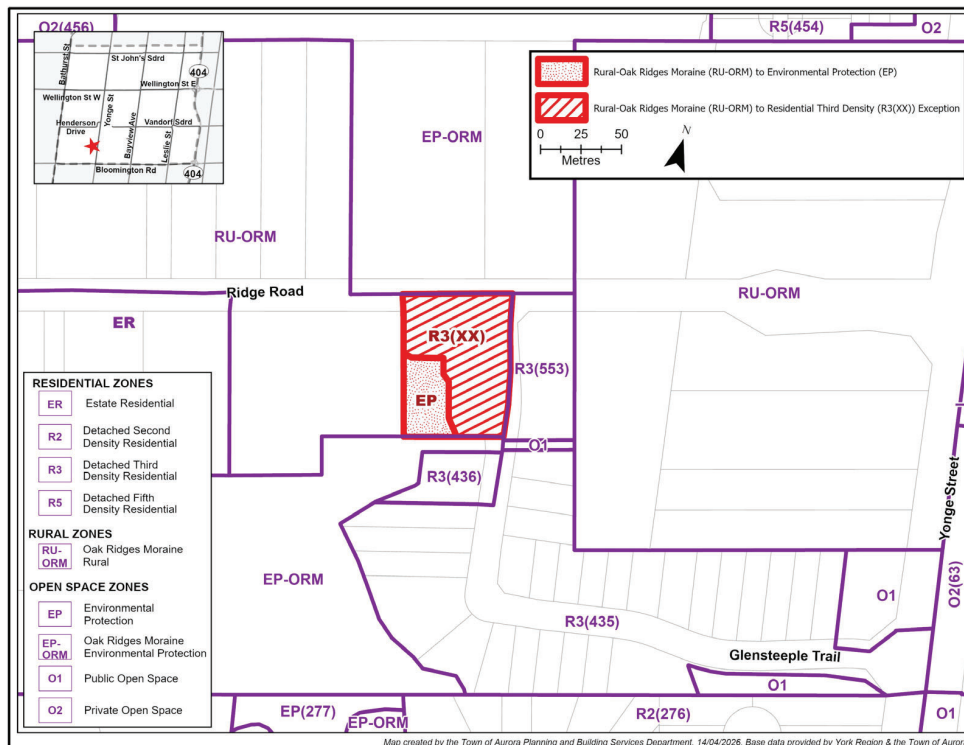 O2(456)
R5(454)
O2
Bathurst St
St John's Sdrd
404
Wellington St E
Wellington St W
Yonge St
Henderson
Drive
Vandorf Sdrd
Bayview Ave
Leslie St
Bloomington Rd
404
Rural-Oak Ridges Moraine (RU-ORM) to Environmental Protection (EP)
Rural-Oak Ridges Moraine (RU-ORM) to Residential Third Density (R3(XX)) Exception
0 25 50
Metres
N
EP-ORM
RU-ORM
Ridge Road
RU-ORM
ER
R3(XX)
R3(553)
EP
O1
R3(436)
RESIDENTIAL ZONES
ER Estate Residential
R2 Detached Second
Density Residential
R3 Detached Third
Density Residential
R5 Detached Fifth
Density Residential
RURAL ZONES
RU-
ORM
Oak Ridges Moraine
Rural
OPEN SPACE ZONES
EP Environmental
Protection
EP-
ORM
Oak Ridges Moraine
Environmental Protection
O1 Public Open Space
O2 Private Open Space
EP-ORM
R3(435)
O1
Yonge Street
O2(63)
Glensteeple Trail
O1
EP(277)
EP-ORM
R2(276)
O1
Map created by the Town of Aurora Planning and Building Services Department, 14/04/2026. Base data provided by York Region & the Town of Aurora